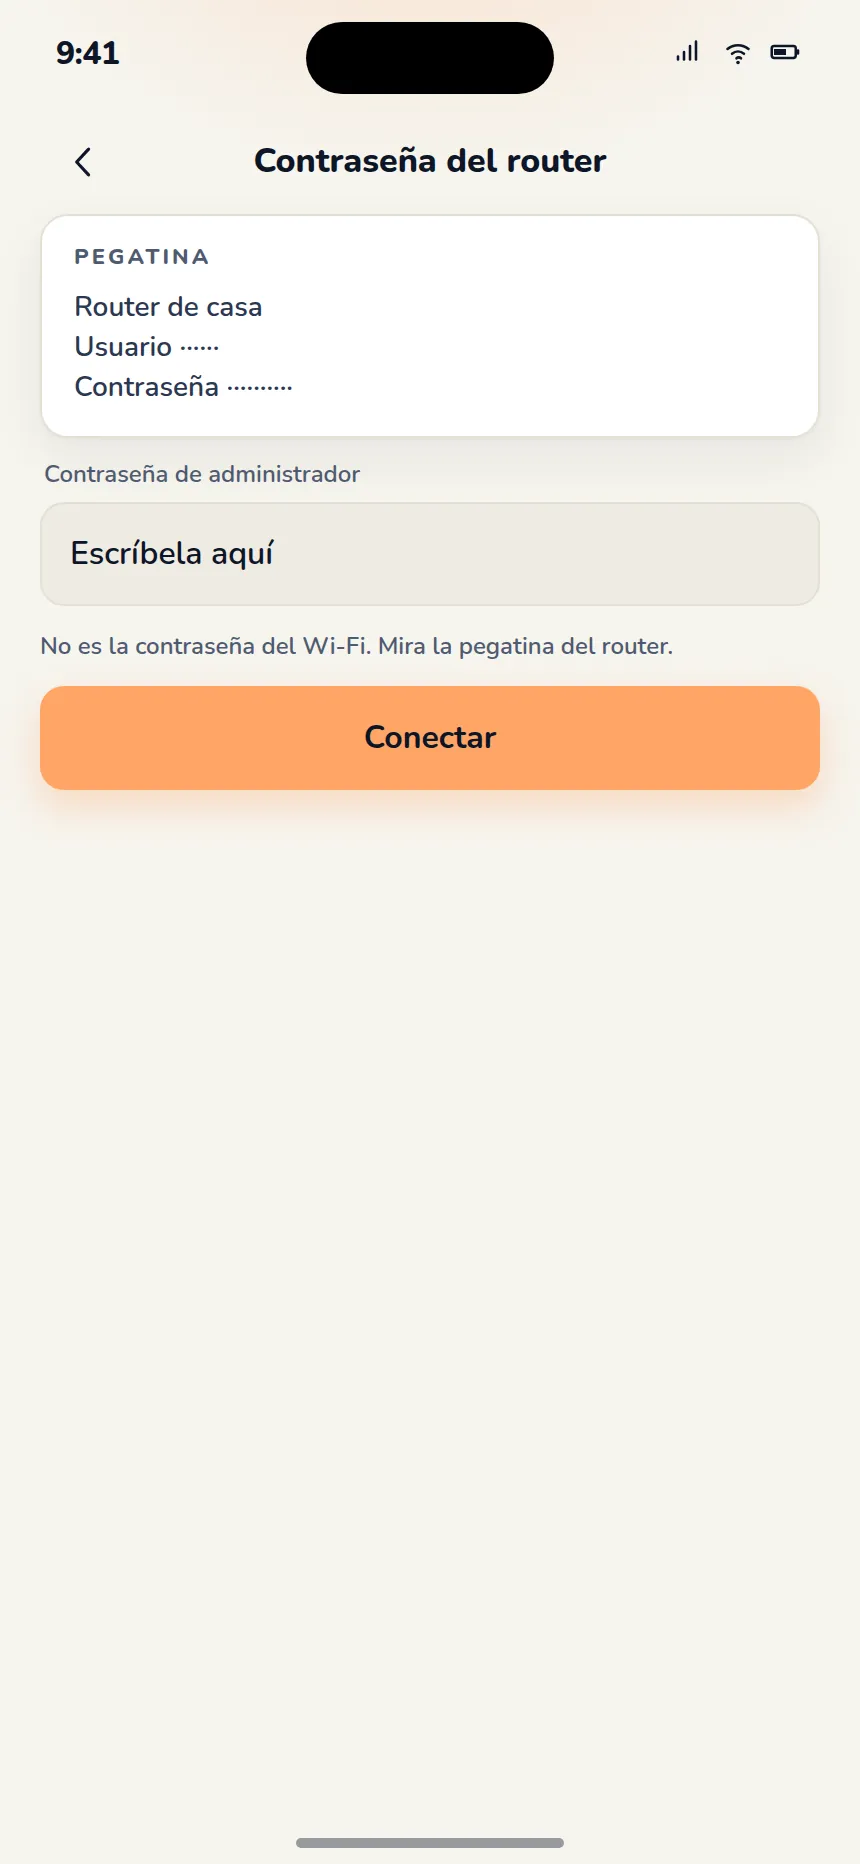 9:41
Contraseña del router
PEGATINA
Router de casa
Usuario ······
Contraseña ··········
Contraseña de administrador
Escríbela aquí
No es la contraseña del Wi-Fi. Mira la pegatina del router.
Conectar